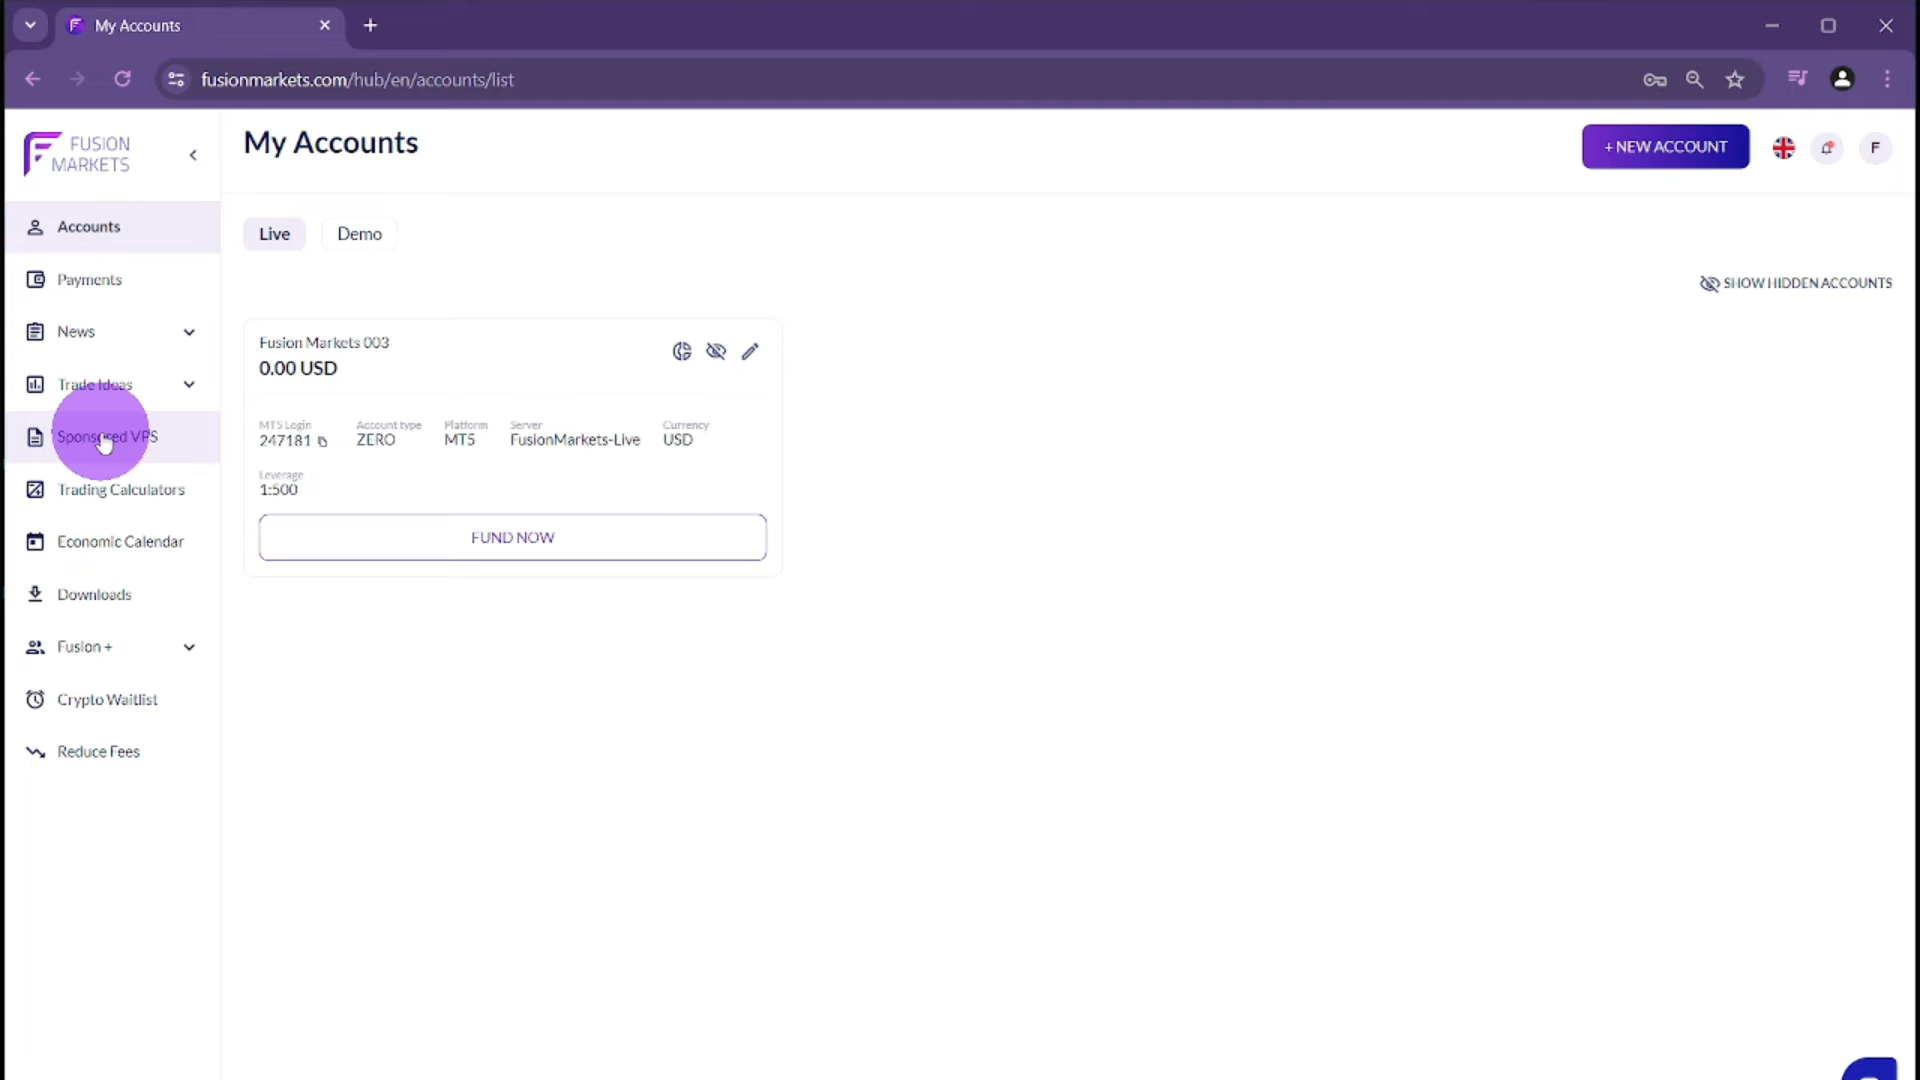 My Accounts
fusionmarkets.com/hub/en/accounts/list
FUSION
MARKETS
My Accounts
+ NEW ACCOUNT
F
Accounts
Payments
News
Trade Ideas
Sponsored VPS
Trading Calculators
Economic Calendar
Downloads
Fusion +
Crypto Waitlist
Reduce Fees
Live
Demo
SHOW HIDDEN ACCOUNTS
Fusion Markets 003
0.00 USD
MT5 Login
247181
Account type
ZERO
Platform
MT5
Server
FusionMarkets-Live
Currency
USD
Leverage
1:500
FUND NOW